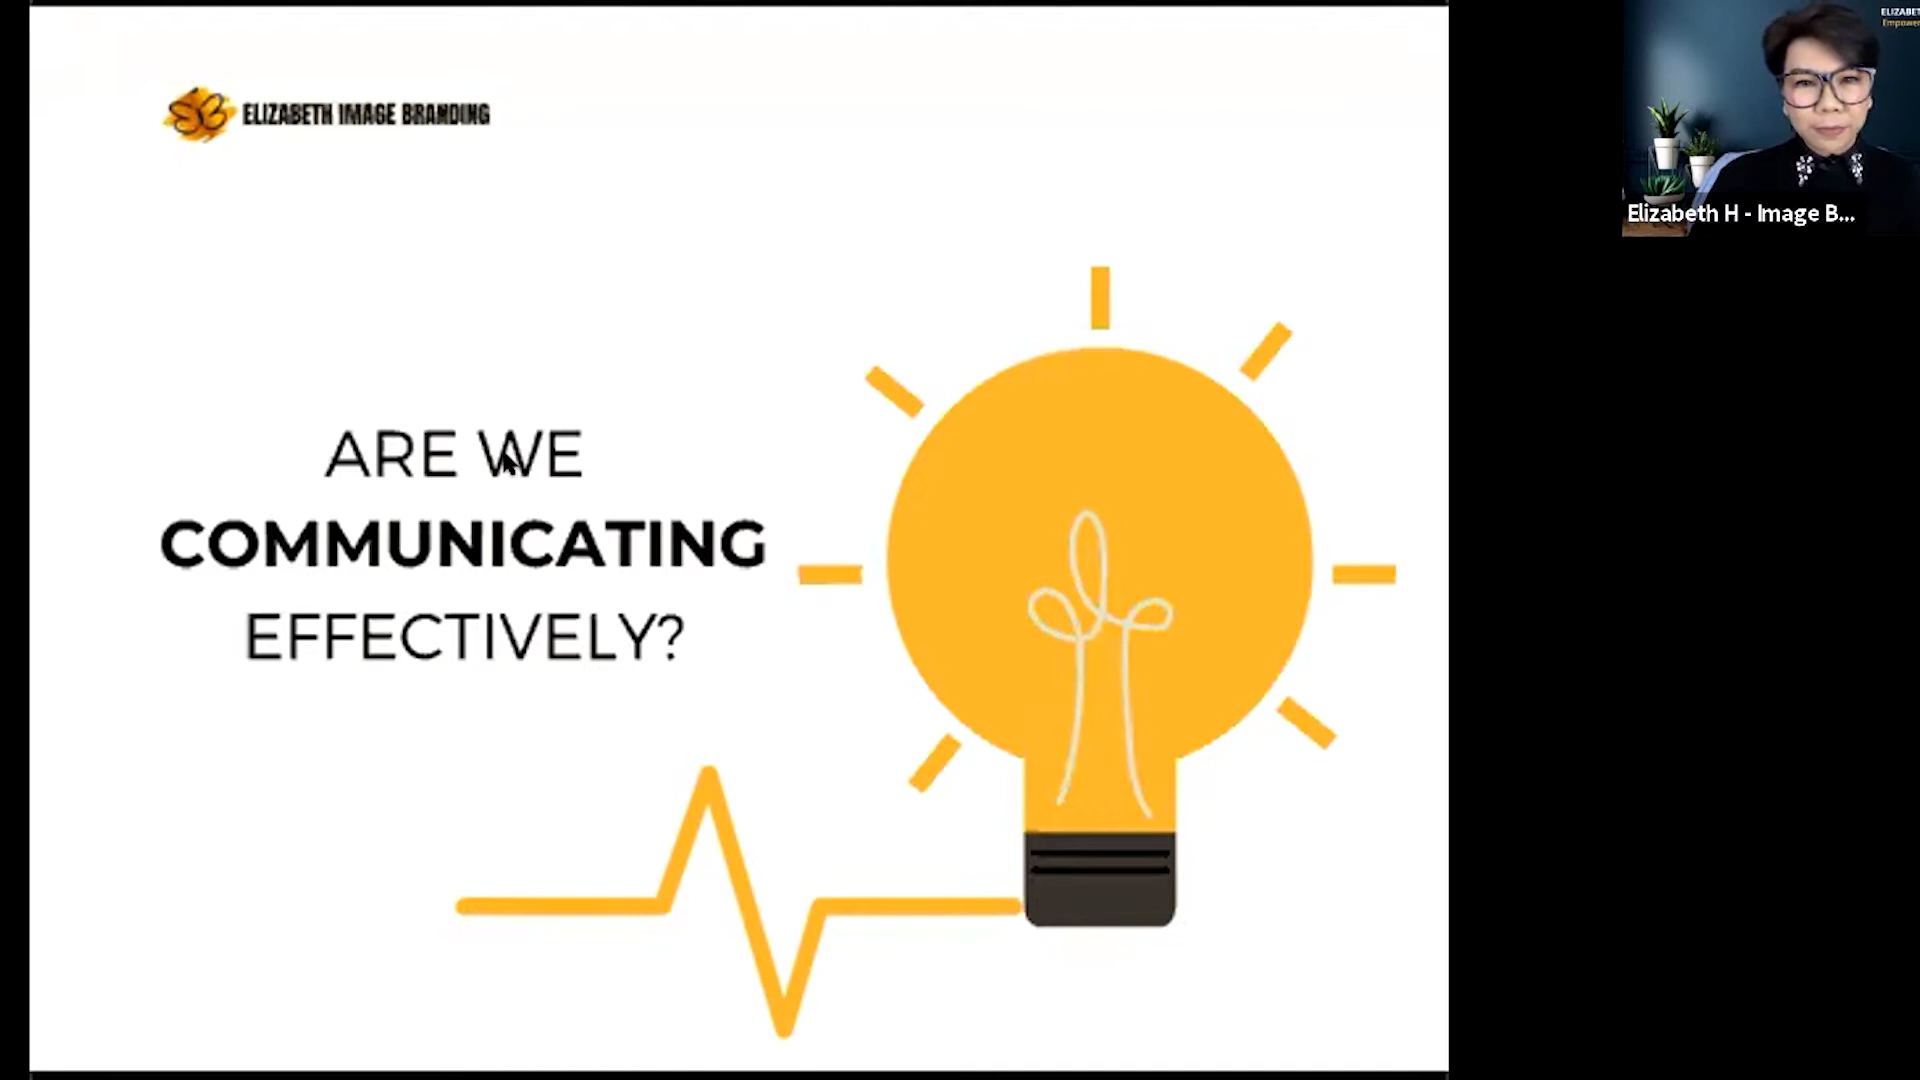 ELIZABETH IMAGE BRANDING
ARE WE
COMMUNICATING
EFFECTIVELY?
Elizabeth H - Image B...